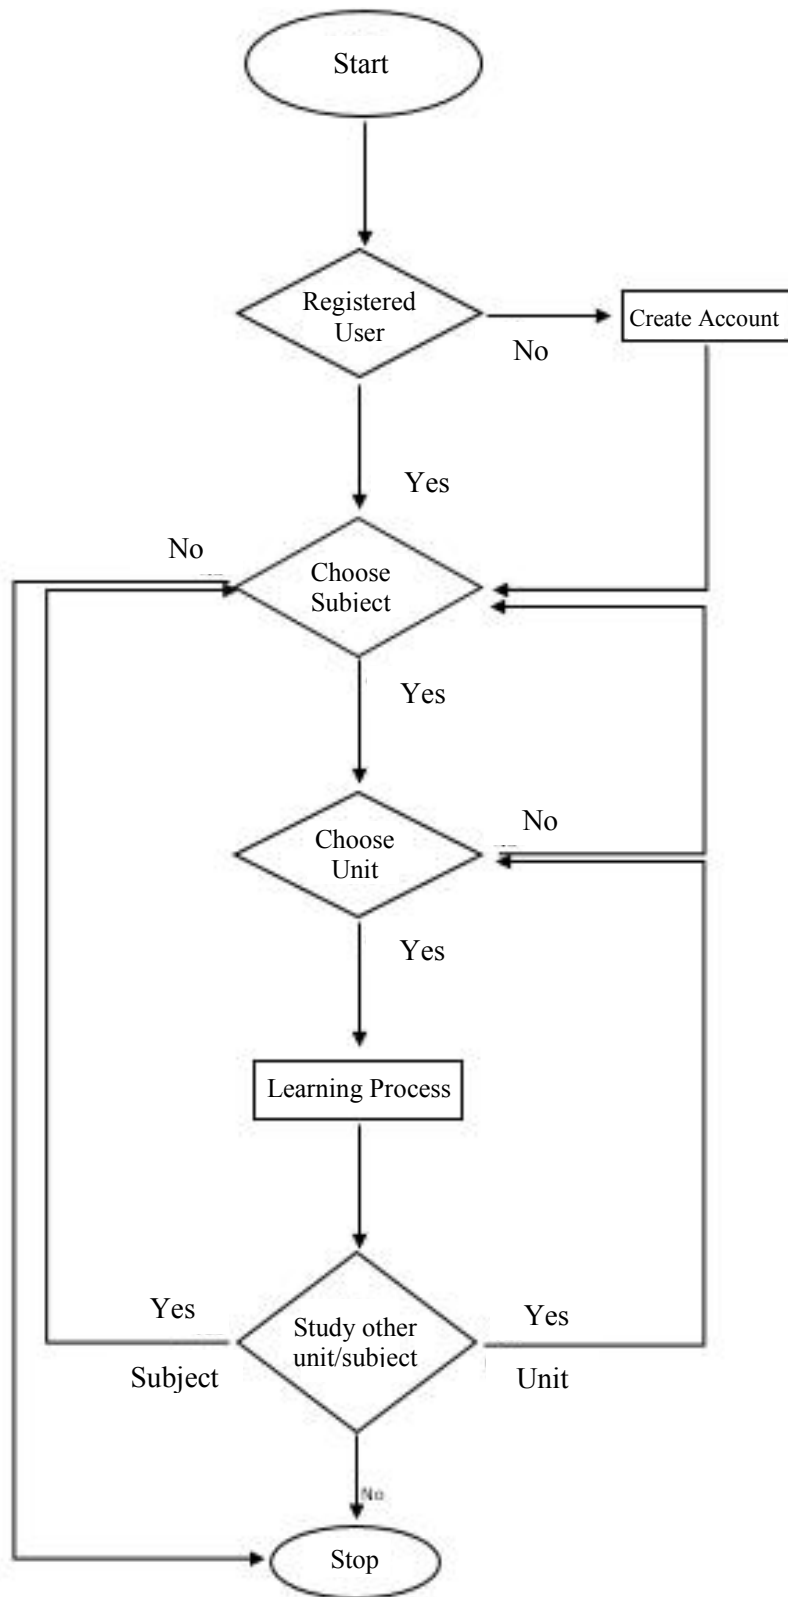 Start
Registered
User
Create Account
No
Yes
No
Choose
Subject
Yes
Choose
Unit
No
Yes
Learning Process
Yes
Study other
unit/subject
Yes
Subject
Unit
No
Stop